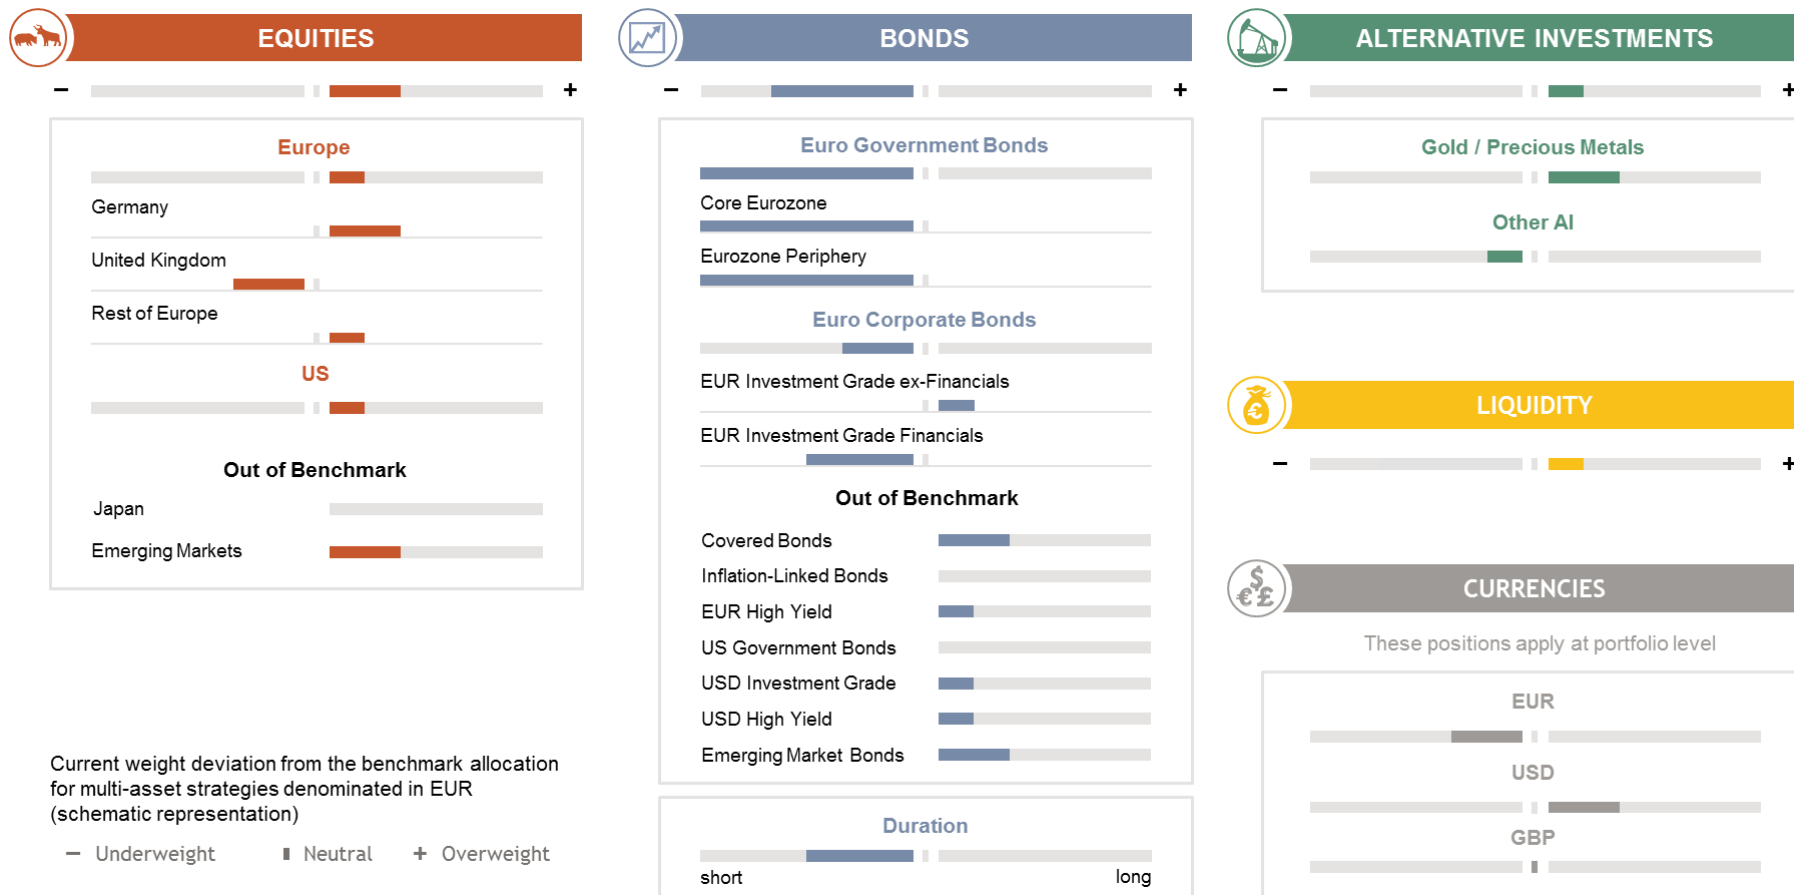 EQUITIES
− +
Europe
Germany
United Kingdom
Rest of Europe
US
Out of Benchmark
Japan
Emerging Markets
Current weight deviation from the benchmark allocation
for multi-asset strategies denominated in EUR
(schematic representation)
− Underweight Neutral + Overweight
BONDS
− +
Euro Government Bonds
Core Eurozone
Eurozone Periphery
Euro Corporate Bonds
EUR Investment Grade ex-Financials
EUR Investment Grade Financials
Out of Benchmark
Covered Bonds
Inflation-Linked Bonds
EUR High Yield
US Government Bonds
USD Investment Grade
USD High Yield
Emerging Market Bonds
Duration
short long
ALTERNATIVE INVESTMENTS
− +
Gold / Precious Metals
Other AI
€
LIQUIDITY
− +
$
€ £
CURRENCIES
These positions apply at portfolio level
EUR
USD
GBP